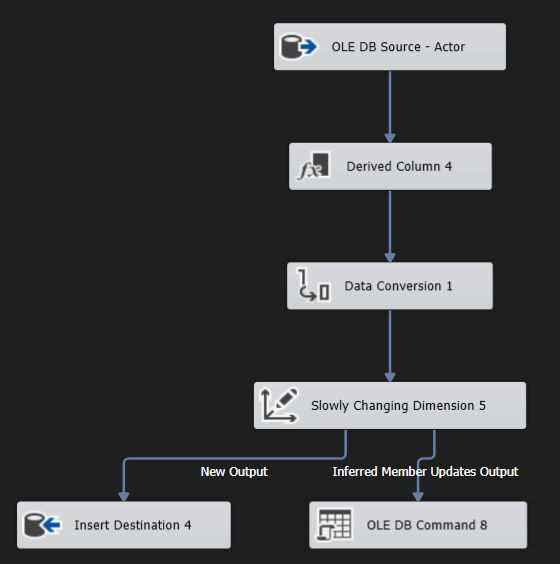 OLE DB Source - Actor
fx
Derived Column 4
Data Conversion 1
Slowly Changing Dimension 5
New Output
Inferred Member Updates Output
Insert Destination 4
OLE DB Command 8